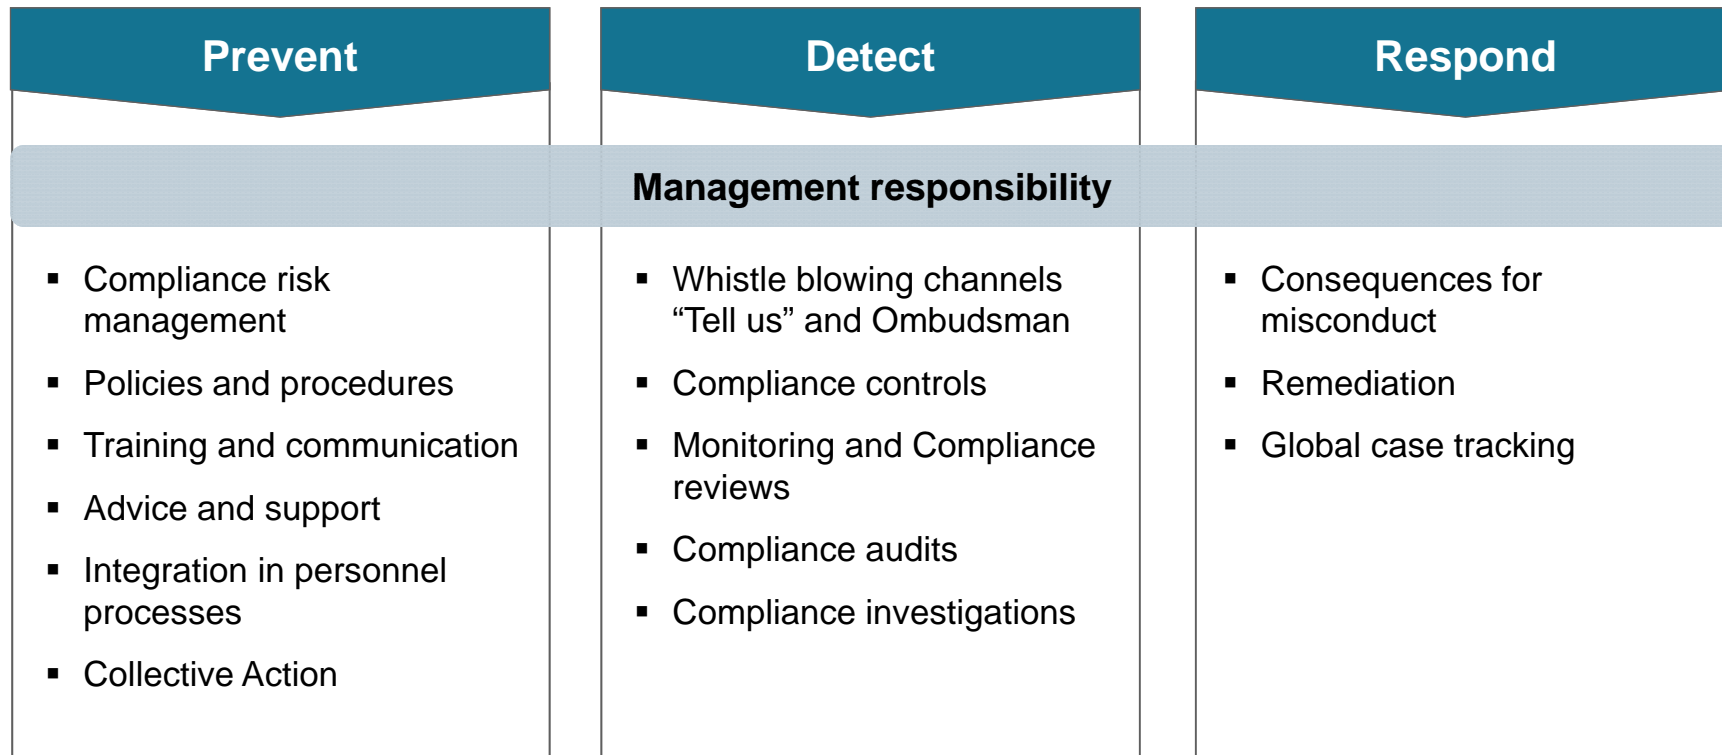 Prevent
Detect
Respond
Management responsibility
▪ Compliance risk
management
▪ Policies and procedures
▪ Training and communication
▪ Advice and support
▪ Integration in personnel
processes
▪ Collective Action
▪ Whistle blowing channels
“Tell us” and Ombudsman
▪ Compliance controls
▪ Monitoring and Compliance
reviews
▪ Compliance audits
▪ Compliance investigations
▪ Consequences for
misconduct
▪ Remediation
▪ Global case tracking